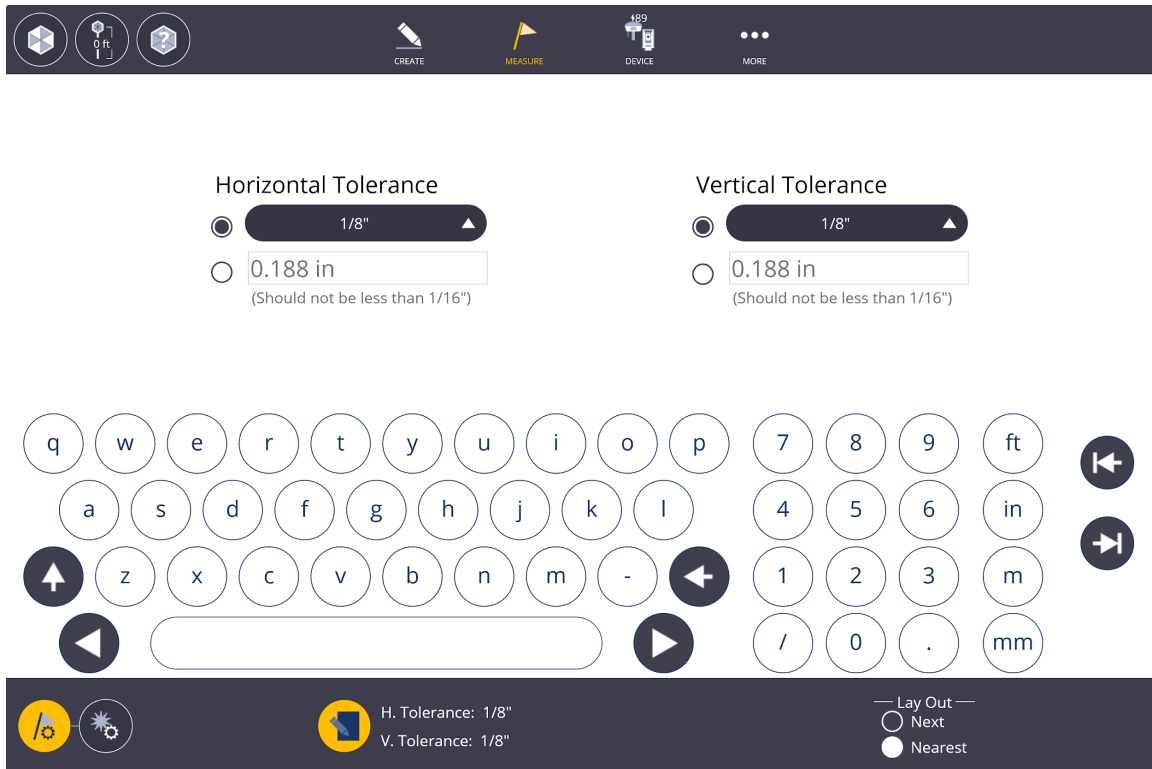 0 ft
?
89
CREATE
MEASURE
DEVICE
MORE
Horizontal Tolerance
1/8"
0.188 in
(Should not be less than 1/16")
Vertical Tolerance
1/8"
0.188 in
(Should not be less than 1/16")
q w e r t y u i o p 7 8 9 ft
a s d f g h j k l 4 5 6 in
z x c v b n m - 1 2 3 m
/ 0 . mm
H. Tolerance: 1/8"
V. Tolerance: 1/8"
Lay Out
Next
Nearest